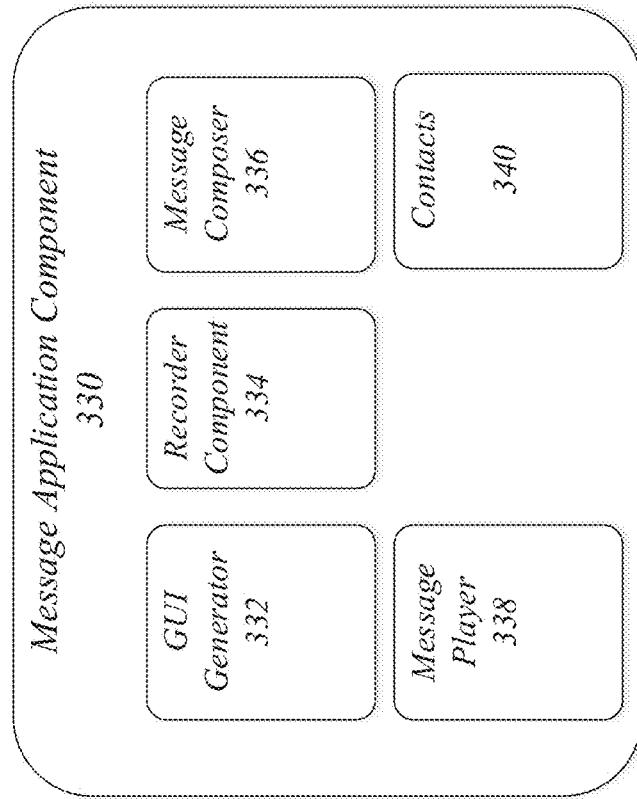 Message Application Component
330
GUI
Generator
332
Recorder
Component
334
Message
Composer
336
Message
Player
338
Contacts
340